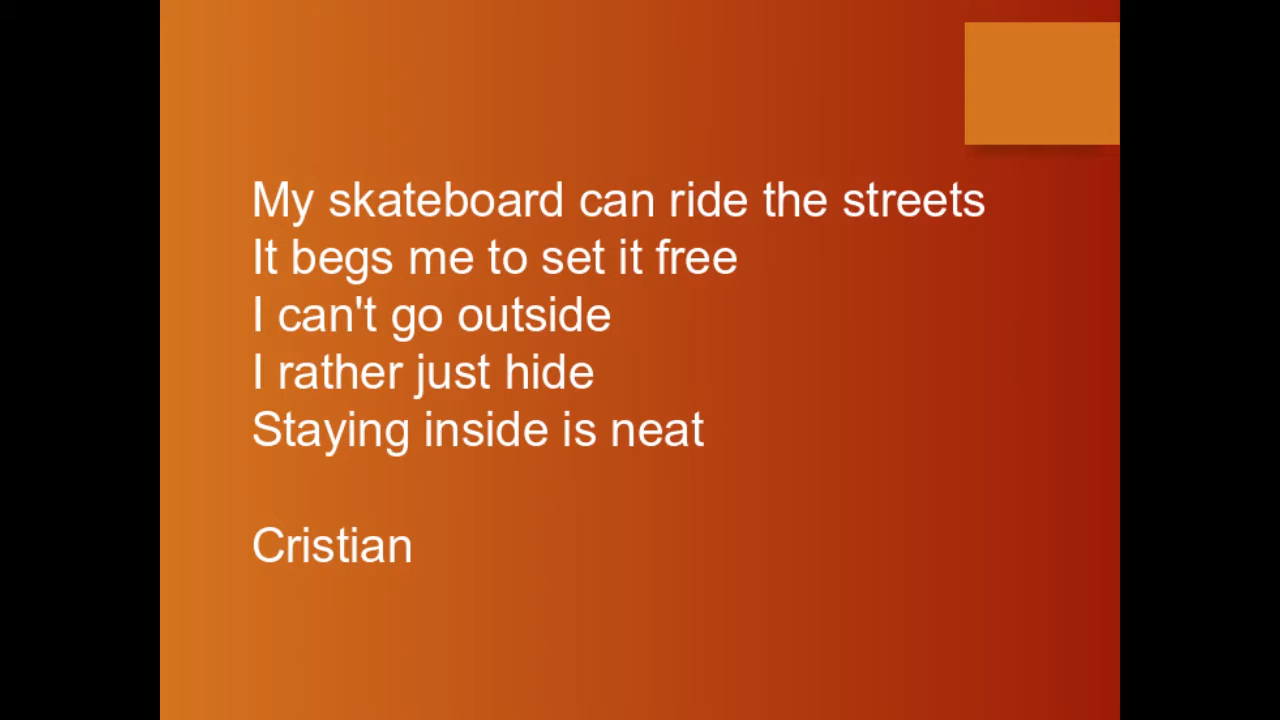 My skateboard can ride the streets
It begs me to set it free
I can't go outside
I rather just hide
Staying inside is neat
Cristian